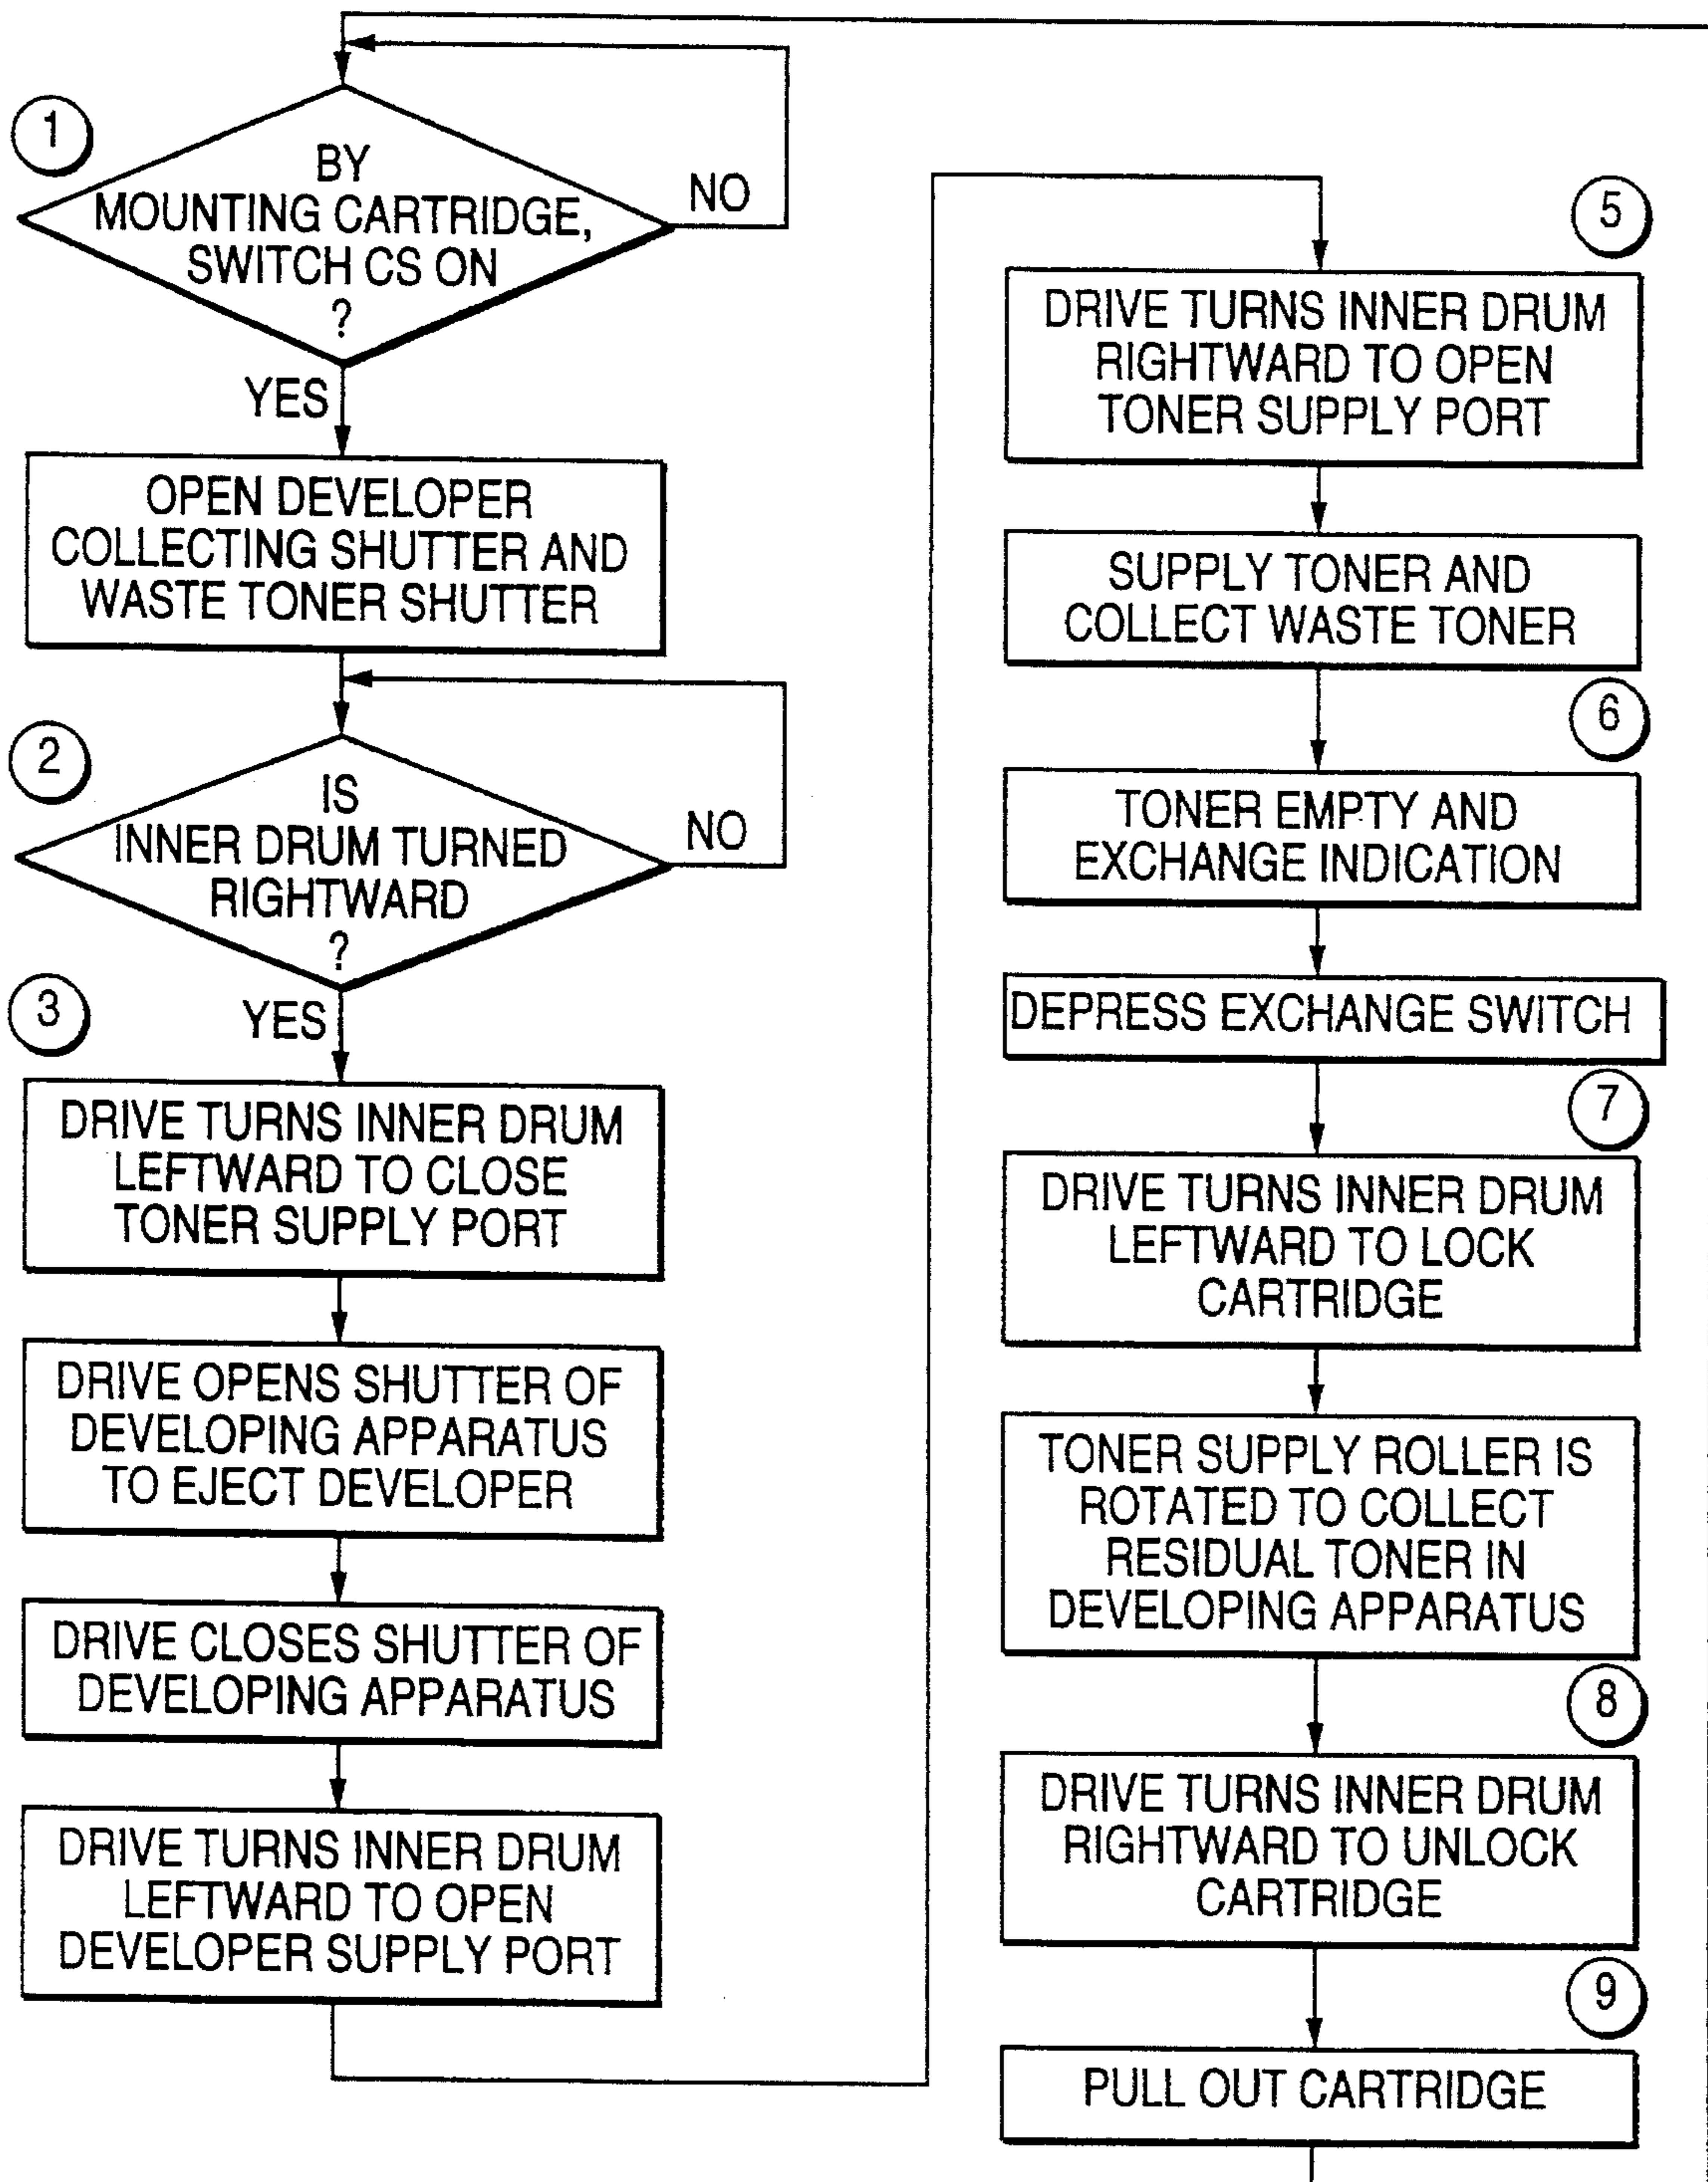 1
BY
MOUNTING CARTRIDGE,
SWITCH CS ON
?
NO
YES
OPEN DEVELOPER
COLLECTING SHUTTER AND
WASTE TONER SHUTTER
2
IS
INNER DRUM TURNED
RIGHTWARD
?
NO
YES
3
DRIVE TURNS INNER DRUM
LEFTWARD TO CLOSE
TONER SUPPLY PORT
DRIVE OPENS SHUTTER OF
DEVELOPING APPARATUS
TO EJECT DEVELOPER
DRIVE CLOSES SHUTTER OF
DEVELOPING APPARATUS
DRIVE TURNS INNER DRUM
LEFTWARD TO OPEN
DEVELOPER SUPPLY PORT
5
DRIVE TURNS INNER DRUM
RIGHTWARD TO OPEN
TONER SUPPLY PORT
SUPPLY TONER AND
COLLECT WASTE TONER
6
TONER EMPTY AND
EXCHANGE INDICATION
DEPRESS EXCHANGE SWITCH
7
DRIVE TURNS INNER DRUM
LEFTWARD TO LOCK
CARTRIDGE
TONER SUPPLY ROLLER IS
ROTATED TO COLLECT
RESIDUAL TONER IN
DEVELOPING APPARATUS
8
DRIVE TURNS INNER DRUM
RIGHTWARD TO UNLOCK
CARTRIDGE
9
PULL OUT CARTRIDGE